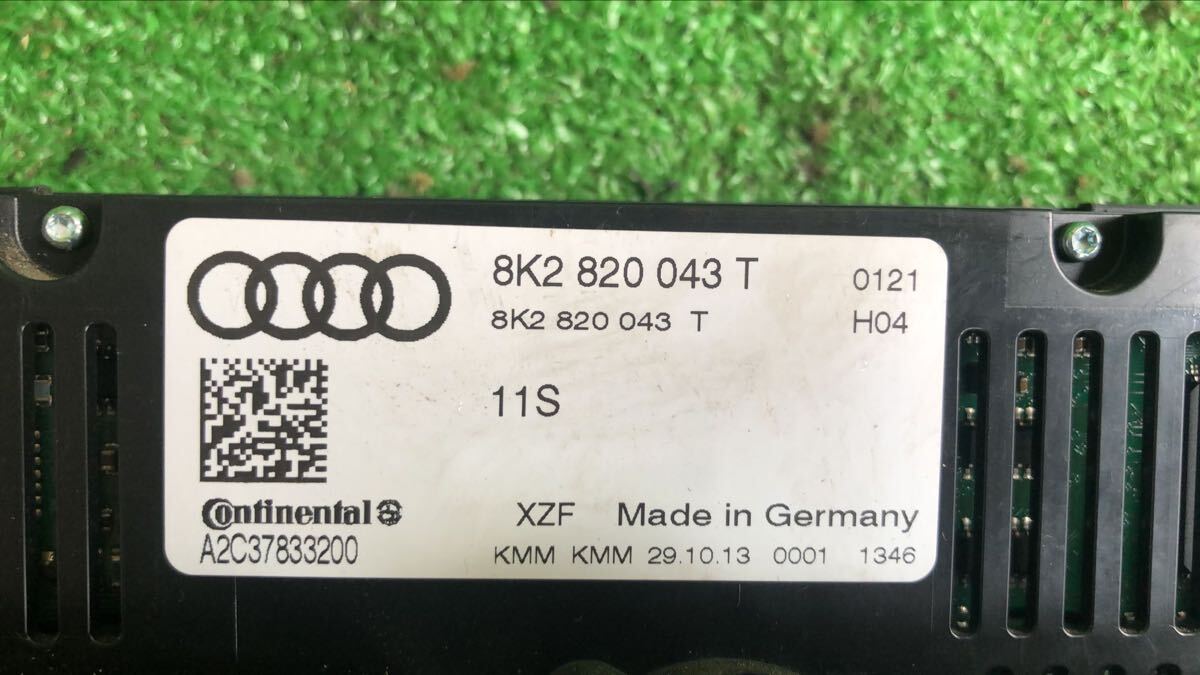 8K2 820 043 T 0121
8K2 820 043 T H04
11S
Continental
A2C37833200
XZF Made in Germany
KMM KMM 29.10.13 0001 1346